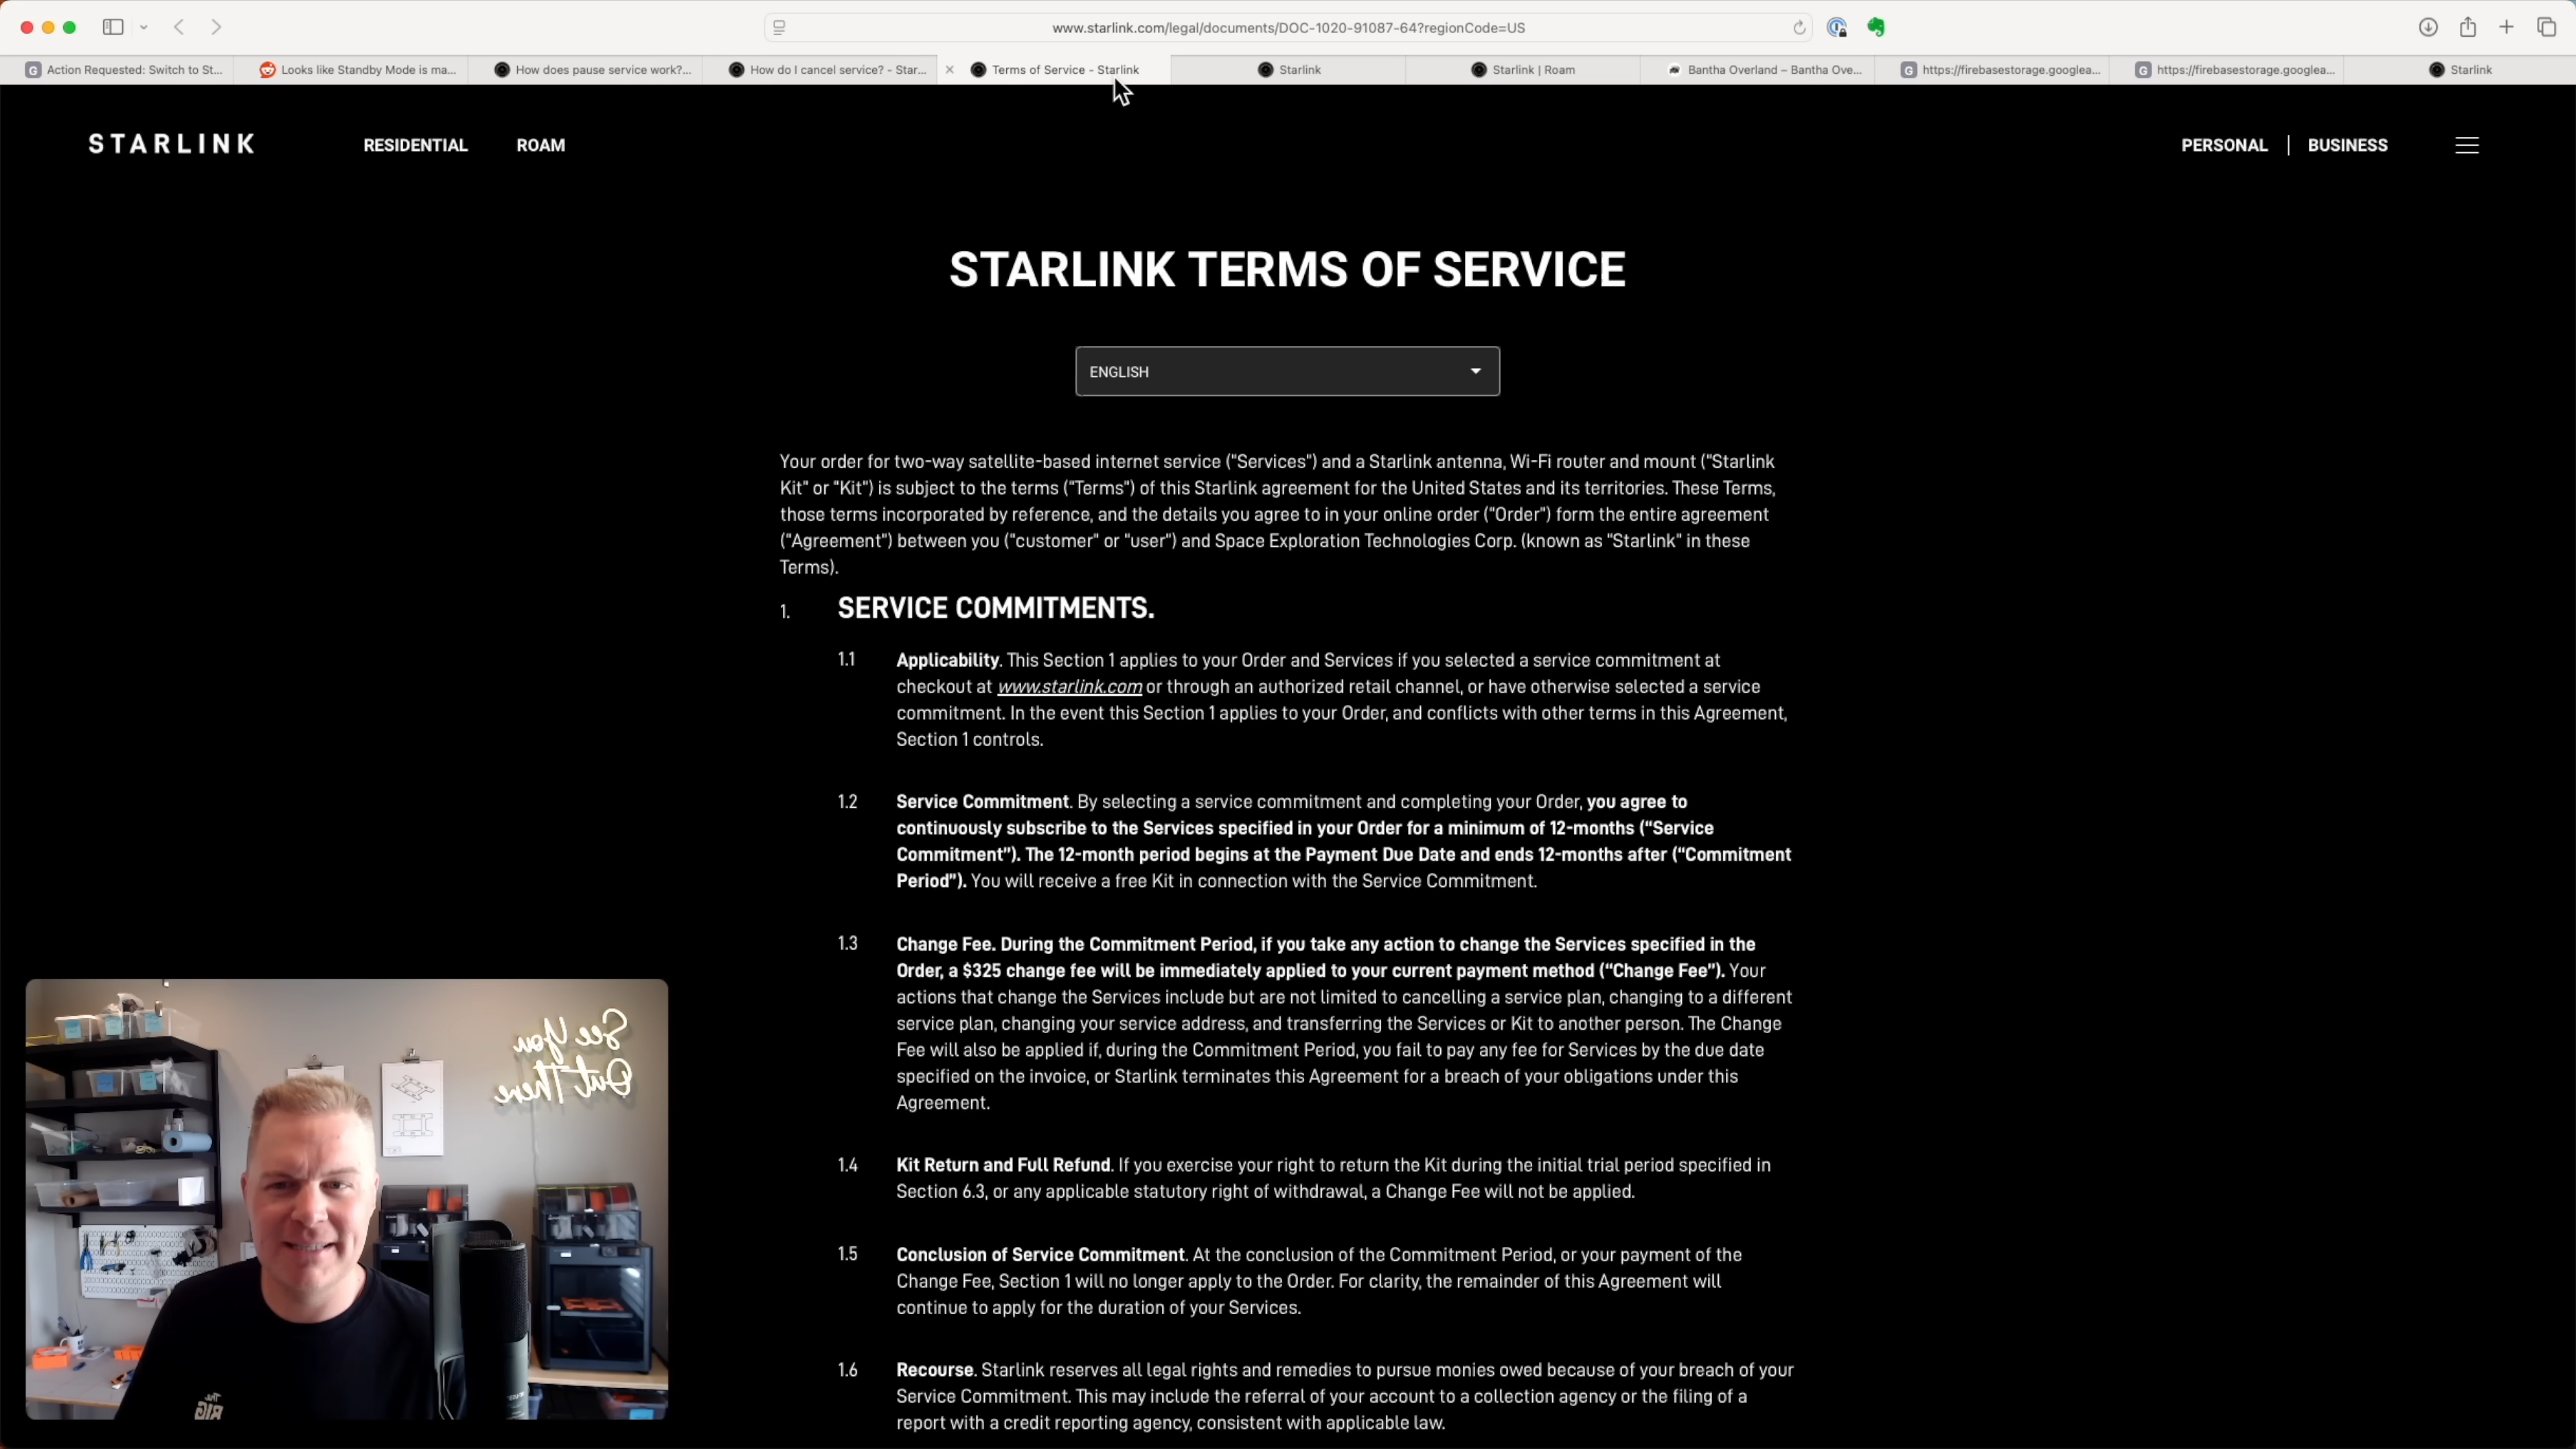 www.starlink.com/legal/documents/DOC-1020-91087-64?regionCode=US
Action Requested: Switch to St...
Looks like Standby Mode is ma...
How does pause service work?...
How do I cancel service? - Star...
Terms of Service - Starlink
Starlink
Starlink | Roam
Bantha Overland – Bantha Ove...
https://firebasestorage.googlea...
https://firebasestorage.googlea...
Starlink
STARLINK
RESIDENTIAL
ROAM
PERSONAL | BUSINESS
STARLINK TERMS OF SERVICE
ENGLISH
Your order for two-way satellite-based internet service ("Services") and a Starlink antenna, Wi-Fi router and mount ("Starlink
Kit" or "Kit") is subject to the terms ("Terms") of this Starlink agreement for the United States and its territories. These Terms,
those terms incorporated by reference, and the details you agree to in your online order ("Order") form the entire agreement
("Agreement") between you ("customer" or "user") and Space Exploration Technologies Corp. (known as "Starlink" in these
Terms).
1. SERVICE COMMITMENTS.
1.1 Applicability. This Section 1 applies to your Order and Services if you selected a service commitment at
checkout at www.starlink.com or through an authorized retail channel, or have otherwise selected a service
commitment. In the event this Section 1 applies to your Order, and conflicts with other terms in this Agreement,
Section 1 controls.
1.2 Service Commitment. By selecting a service commitment and completing your Order, you agree to
continuously subscribe to the Services specified in your Order for a minimum of 12-months (“Service
Commitment”). The 12-month period begins at the Payment Due Date and ends 12-months after (“Commitment
Period”). You will receive a free Kit in connection with the Service Commitment.
1.3 Change Fee. During the Commitment Period, if you take any action to change the Services specified in the
Order, a $325 change fee will be immediately applied to your current payment method (“Change Fee”). Your
actions that change the Services include but are not limited to cancelling a service plan, changing to a different
service plan, changing your service address, and transferring the Services or Kit to another person. The Change
Fee will also be applied if, during the Commitment Period, you fail to pay any fee for Services by the due date
specified on the invoice, or Starlink terminates this Agreement for a breach of your obligations under this
Agreement.
1.4 Kit Return and Full Refund. If you exercise your right to return the Kit during the initial trial period specified in
Section 6.3, or any applicable statutory right of withdrawal, a Change Fee will not be applied.
1.5 Conclusion of Service Commitment. At the conclusion of the Commitment Period, or your payment of the
Change Fee, Section 1 will no longer apply to the Order. For clarity, the remainder of this Agreement will
continue to apply for the duration of your Services.
1.6 Recourse. Starlink reserves all legal rights and remedies to pursue monies owed because of your breach of your
Service Commitment. This may include the referral of your account to a collection agency or the filing of a
report with a credit reporting agency, consistent with applicable law.
See You
Out There
The
RIG